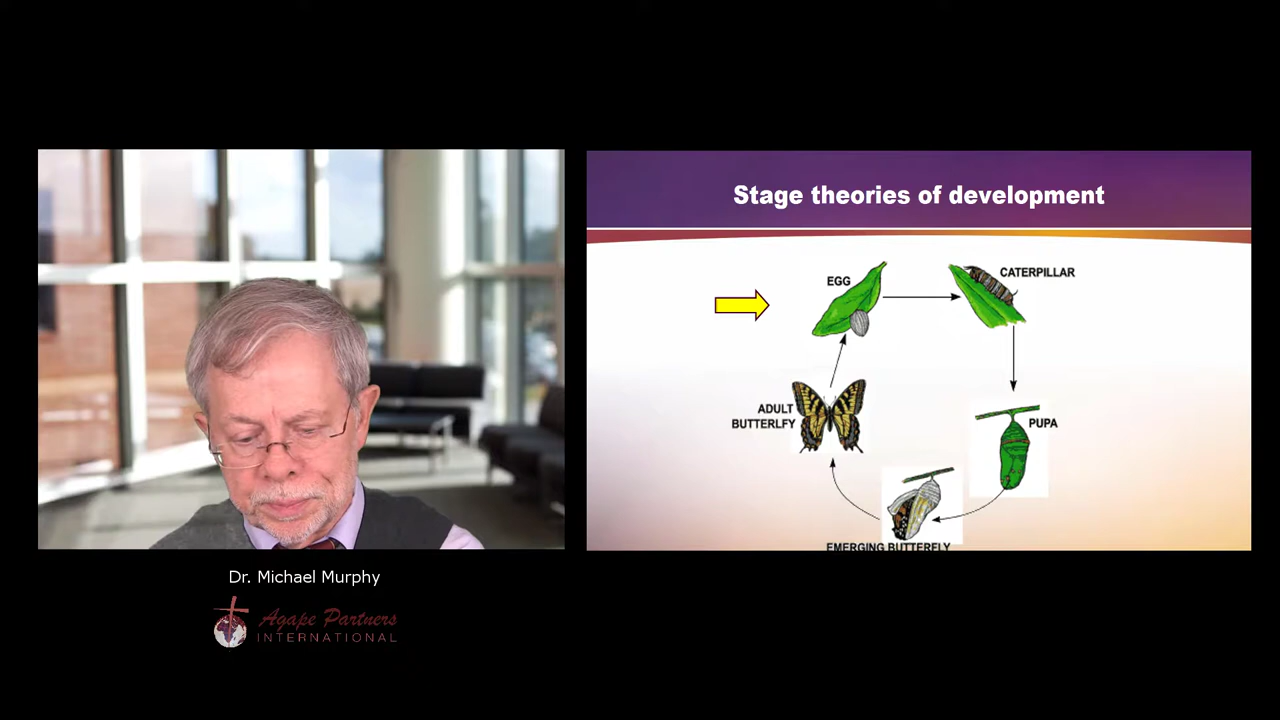 Stage theories of development
EGG
CATERPILLAR
ADULT
BUTTERLFY
PUPA
EMERGING BUTTERFLY
Dr. Michael Murphy
Agape Partners
INTERNATIONAL